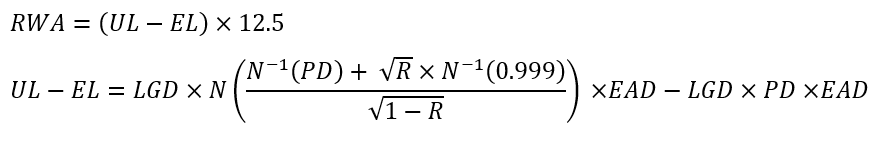 RWA = (UL − EL) × 12.5
UL − EL = LGD × N ( (N⁻¹(PD) + √R × N⁻¹(0.999)) / √(1 − R) ) ×EAD − LGD × PD ×EAD